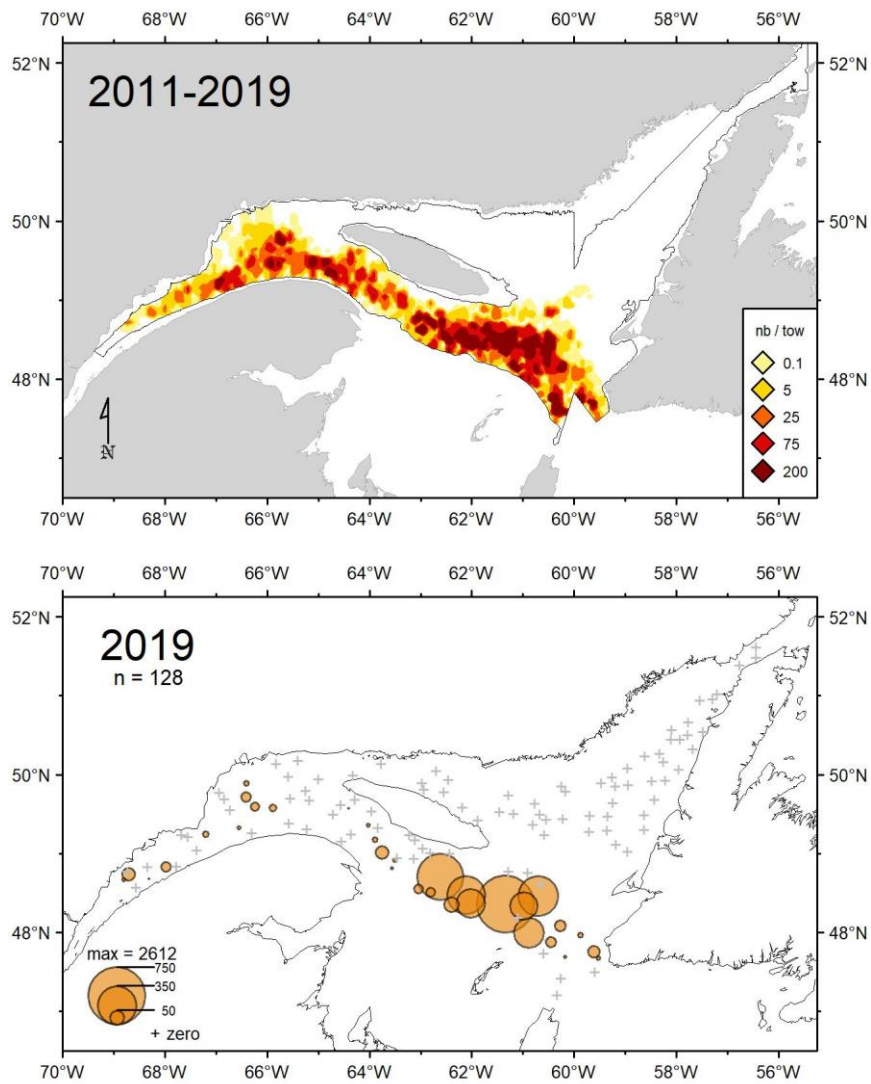 70°W 68°W 66°W 64°W 62°W 60°W 58°W 56°W
52°N 52°N
2011-2019
50°N 50°N
nb / tow
0.1
5
48°N 48°N
25
75
N
200
70°W 68°W 66°W 64°W 62°W 60°W 58°W 56°W
70°W 68°W 66°W 64°W 62°W 60°W 58°W 56°W
52°N 52°N
2019
n = 128
50°N 50°N
48°N 48°N
max = 2612
750
350
50
+ zero
70°W 68°W 66°W 64°W 62°W 60°W 58°W 56°W